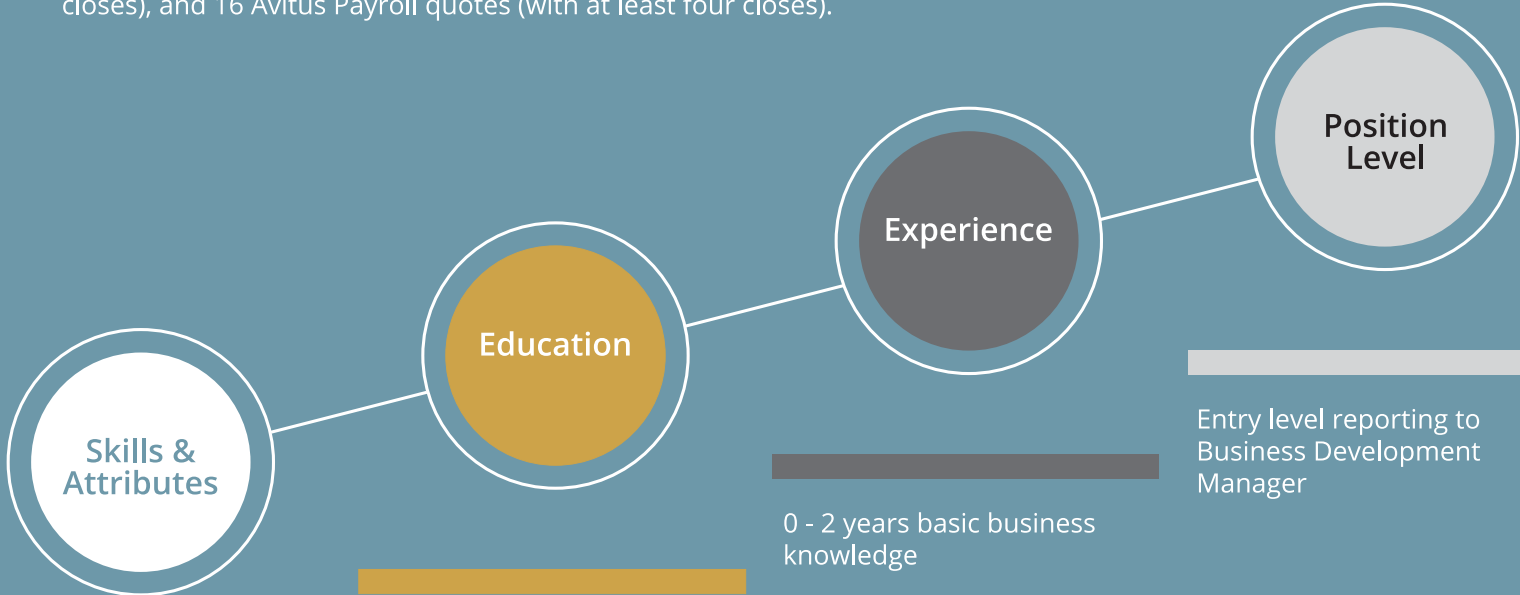 closes), and 16 Avitus Payroll quotes (with at least four closes).
Skills &
Attributes
Education
Experience
0 - 2 years basic business
knowledge
Position
Level
Entry level reporting to
Business Development
Manager